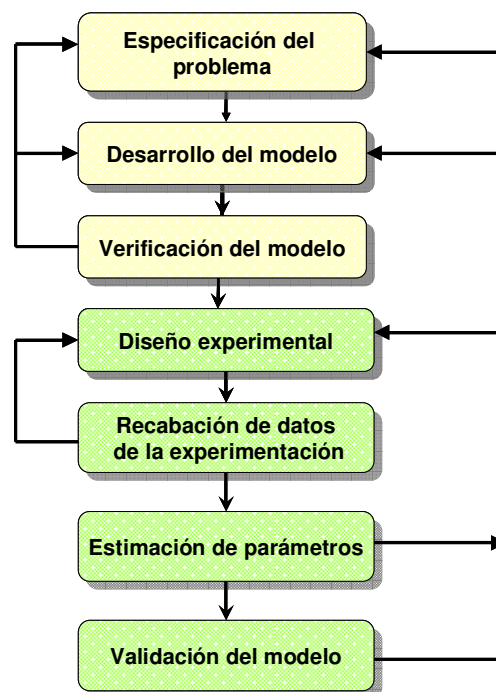 Especificación del
problema
Desarrollo del modelo
Verificación del modelo
Diseño experimental
Recabación de datos
de la experimentación
Estimación de parámetros
Validación del modelo